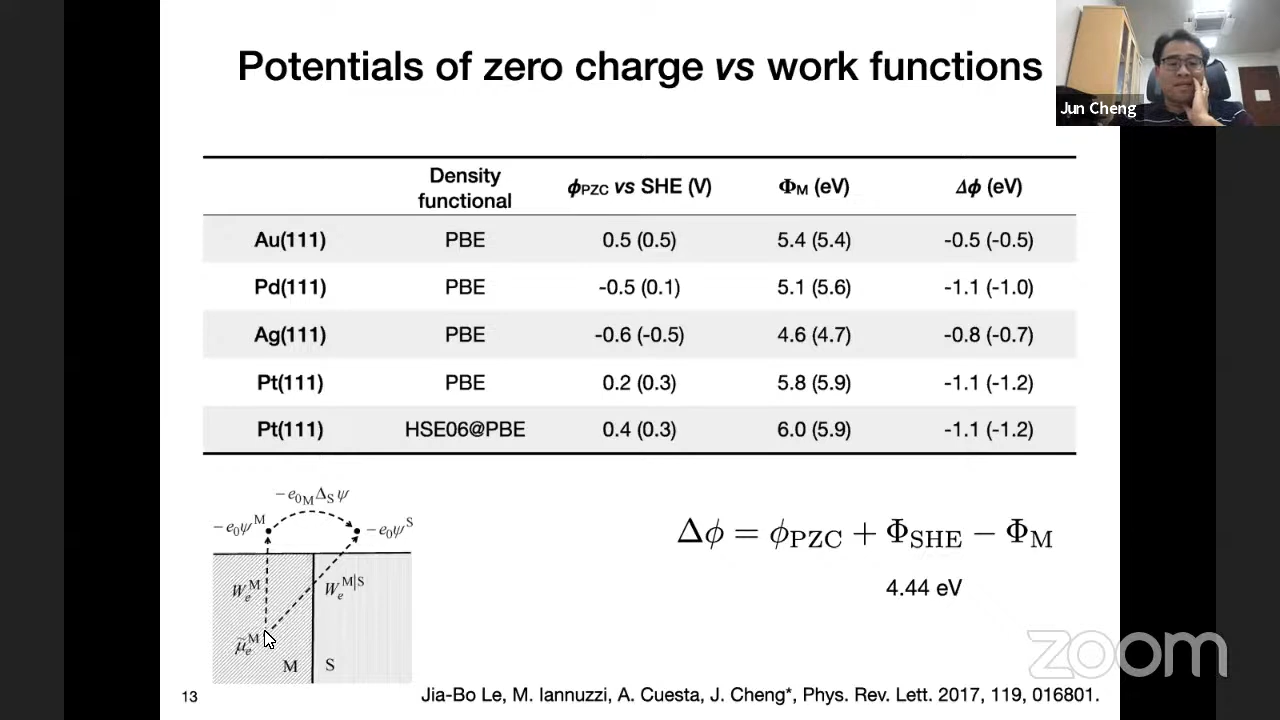 Potentials of zero charge vs work functions
Jun Cheng
Density functional ϕPZC vs SHE (V) ΦM (eV) Δϕ (eV)
Au(111) PBE 0.5 (0.5) 5.4 (5.4) -0.5 (-0.5)
Pd(111) PBE -0.5 (0.1) 5.1 (5.6) -1.1 (-1.0)
Ag(111) PBE -0.6 (-0.5) 4.6 (4.7) -0.8 (-0.7)
Pt(111) PBE 0.2 (0.3) 5.8 (5.9) -1.1 (-1.2)
Pt(111) HSE06@PBE 0.4 (0.3) 6.0 (5.9) -1.1 (-1.2)
−e₀MΔSψ
−e₀ψᴹ −e₀ψˢ
Wₑᴹ Wₑᴹ|ˢ
μ̃ₑᴹ
M S
Δϕ = ϕPZC + ΦSHE − ΦM
4.44 eV
zoom
13 Jia-Bo Le, M. Iannuzzi, A. Cuesta, J. Cheng*, Phys. Rev. Lett. 2017, 119, 016801.